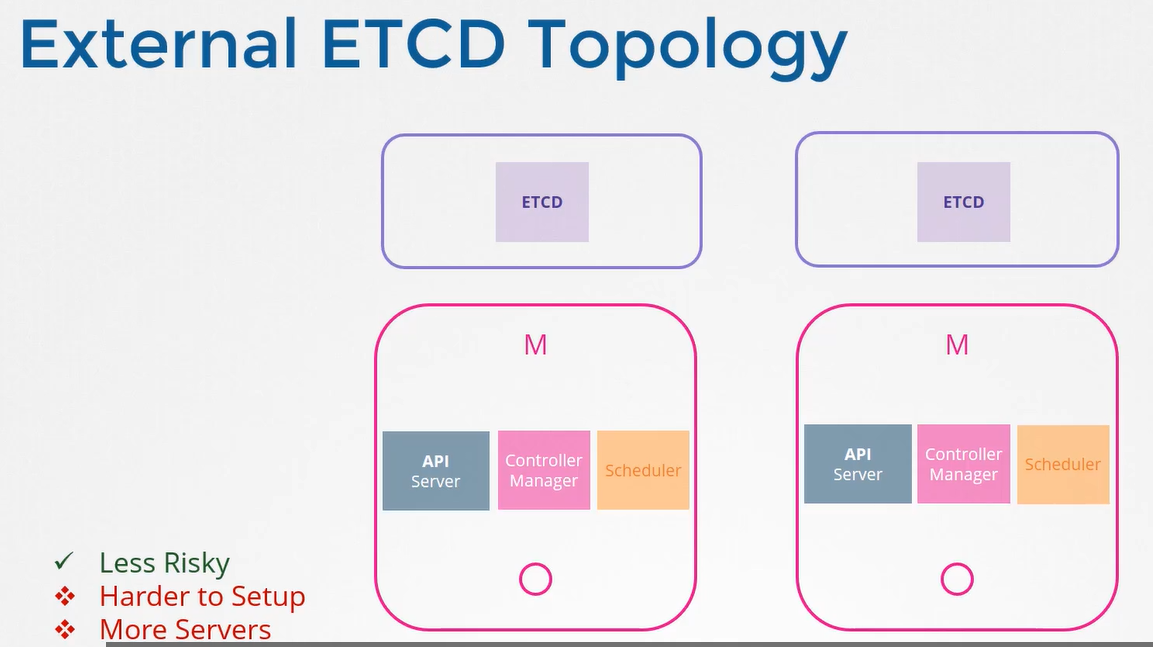 External ETCD Topology
ETCD
ETCD
M
M
API
Server
Controller
Manager
Scheduler
API
Server
Controller
Manager
Scheduler
Less Risky
Harder to Setup
More Servers